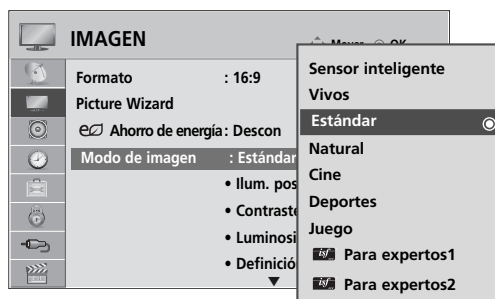 IMAGEN
Mover OK
Formato : 16:9
Picture Wizard
Ahorro de energía : Descon
Modo de imagen : Estándar
• Ilum. pos
• Contraste
• Luminosi
• Definició
Sensor inteligente
Vivos
Estándar
Natural
Cine
Deportes
Juego
isf Para expertos1
isf Para expertos2